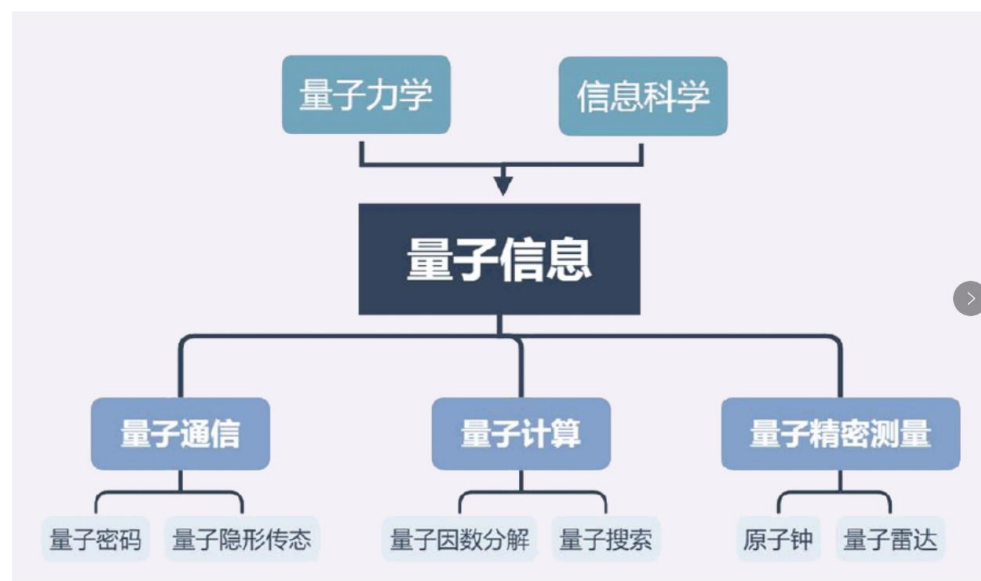 量子力学
信息科学
量子信息
量子通信
量子计算
量子精密测量
量子密码
量子隐形传态
量子因数分解
量子搜索
原子钟
量子雷达